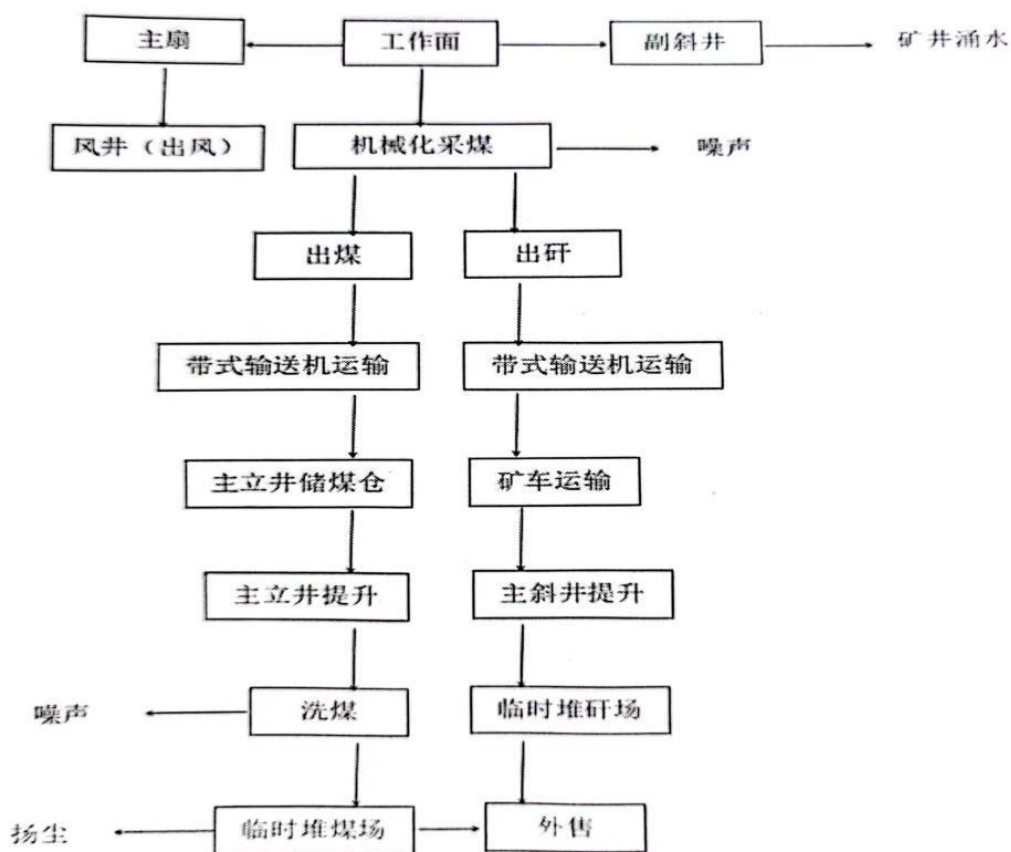 主扇
工作面
副斜井
矿井涌水
风井（出风）
机械化采煤
噪声
出煤
出矸
带式输送机运输
带式输送机运输
主立井储煤仓
矿车运输
主立井提升
主斜井提升
噪声
洗煤
临时堆矸场
扬尘
临时堆煤场
外售